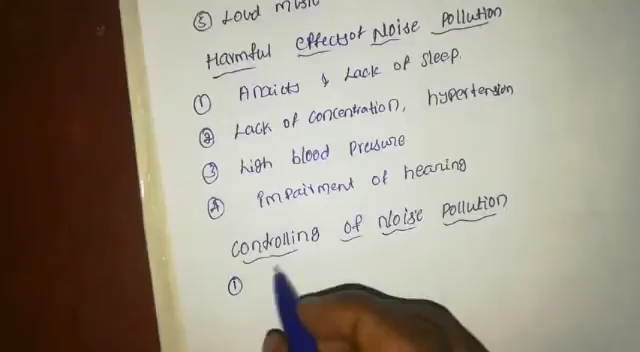 ⑤ Loud music
Harmful effects of Noise Pollution
① Anxiety & Lack of sleep.
② Lack of concentration, hypertension
③ high blood pressure
④ impairment of hearing
Controlling of Noise Pollution
①